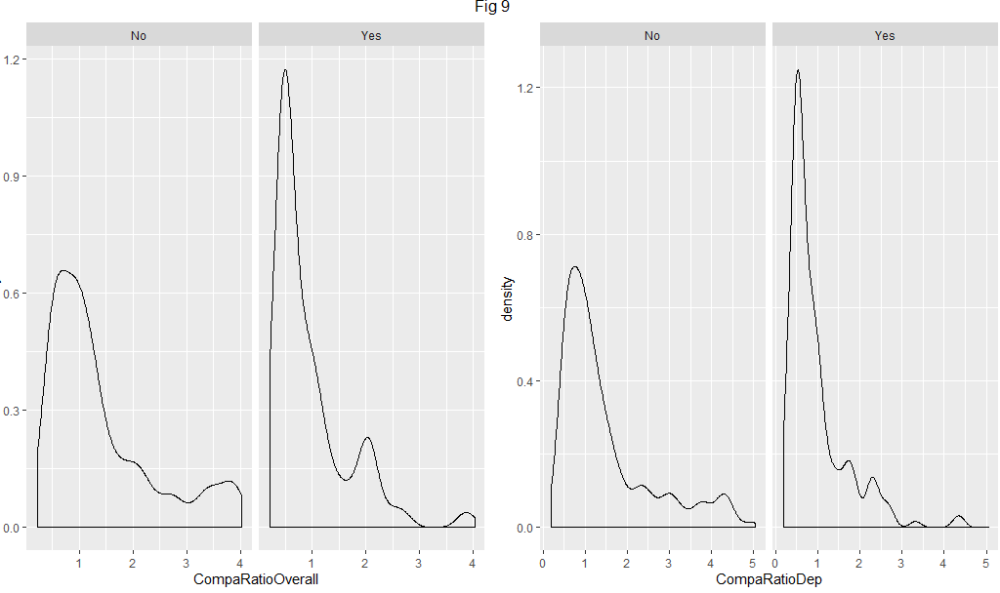 Fig 9
No Yes
1.2
0.9
0.6
0.3
0.0
1 2 3 4 1 2 3 4
CompaRatioOverall
No Yes
density
1.2
0.8
0.4
0.0
0 1 2 3 4 5 0 1 2 3 4 5
CompaRatioDep